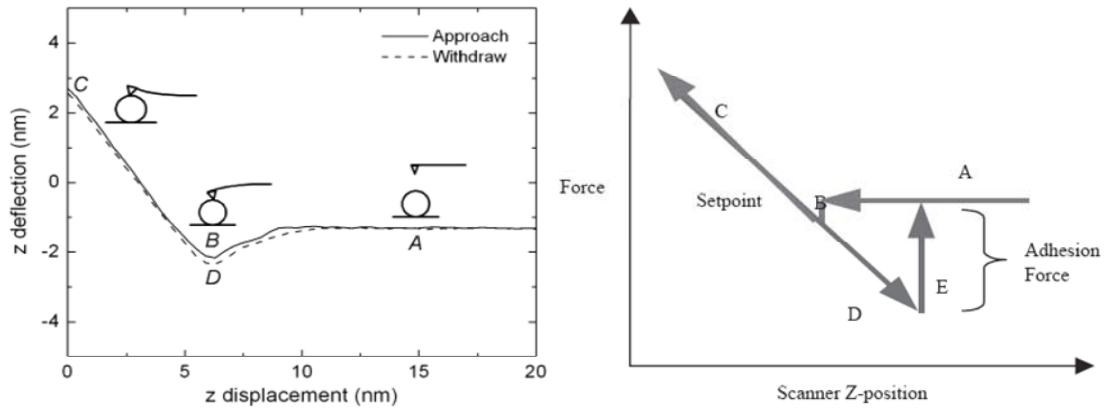 4
2
0
-2
-4
z deflection (nm)
Approach
Withdraw
C
B
D
A
0
5
10
15
20
z displacement (nm)
Force
C
Setpoint
B
A
Adhesion
Force
E
D
Scanner Z-position